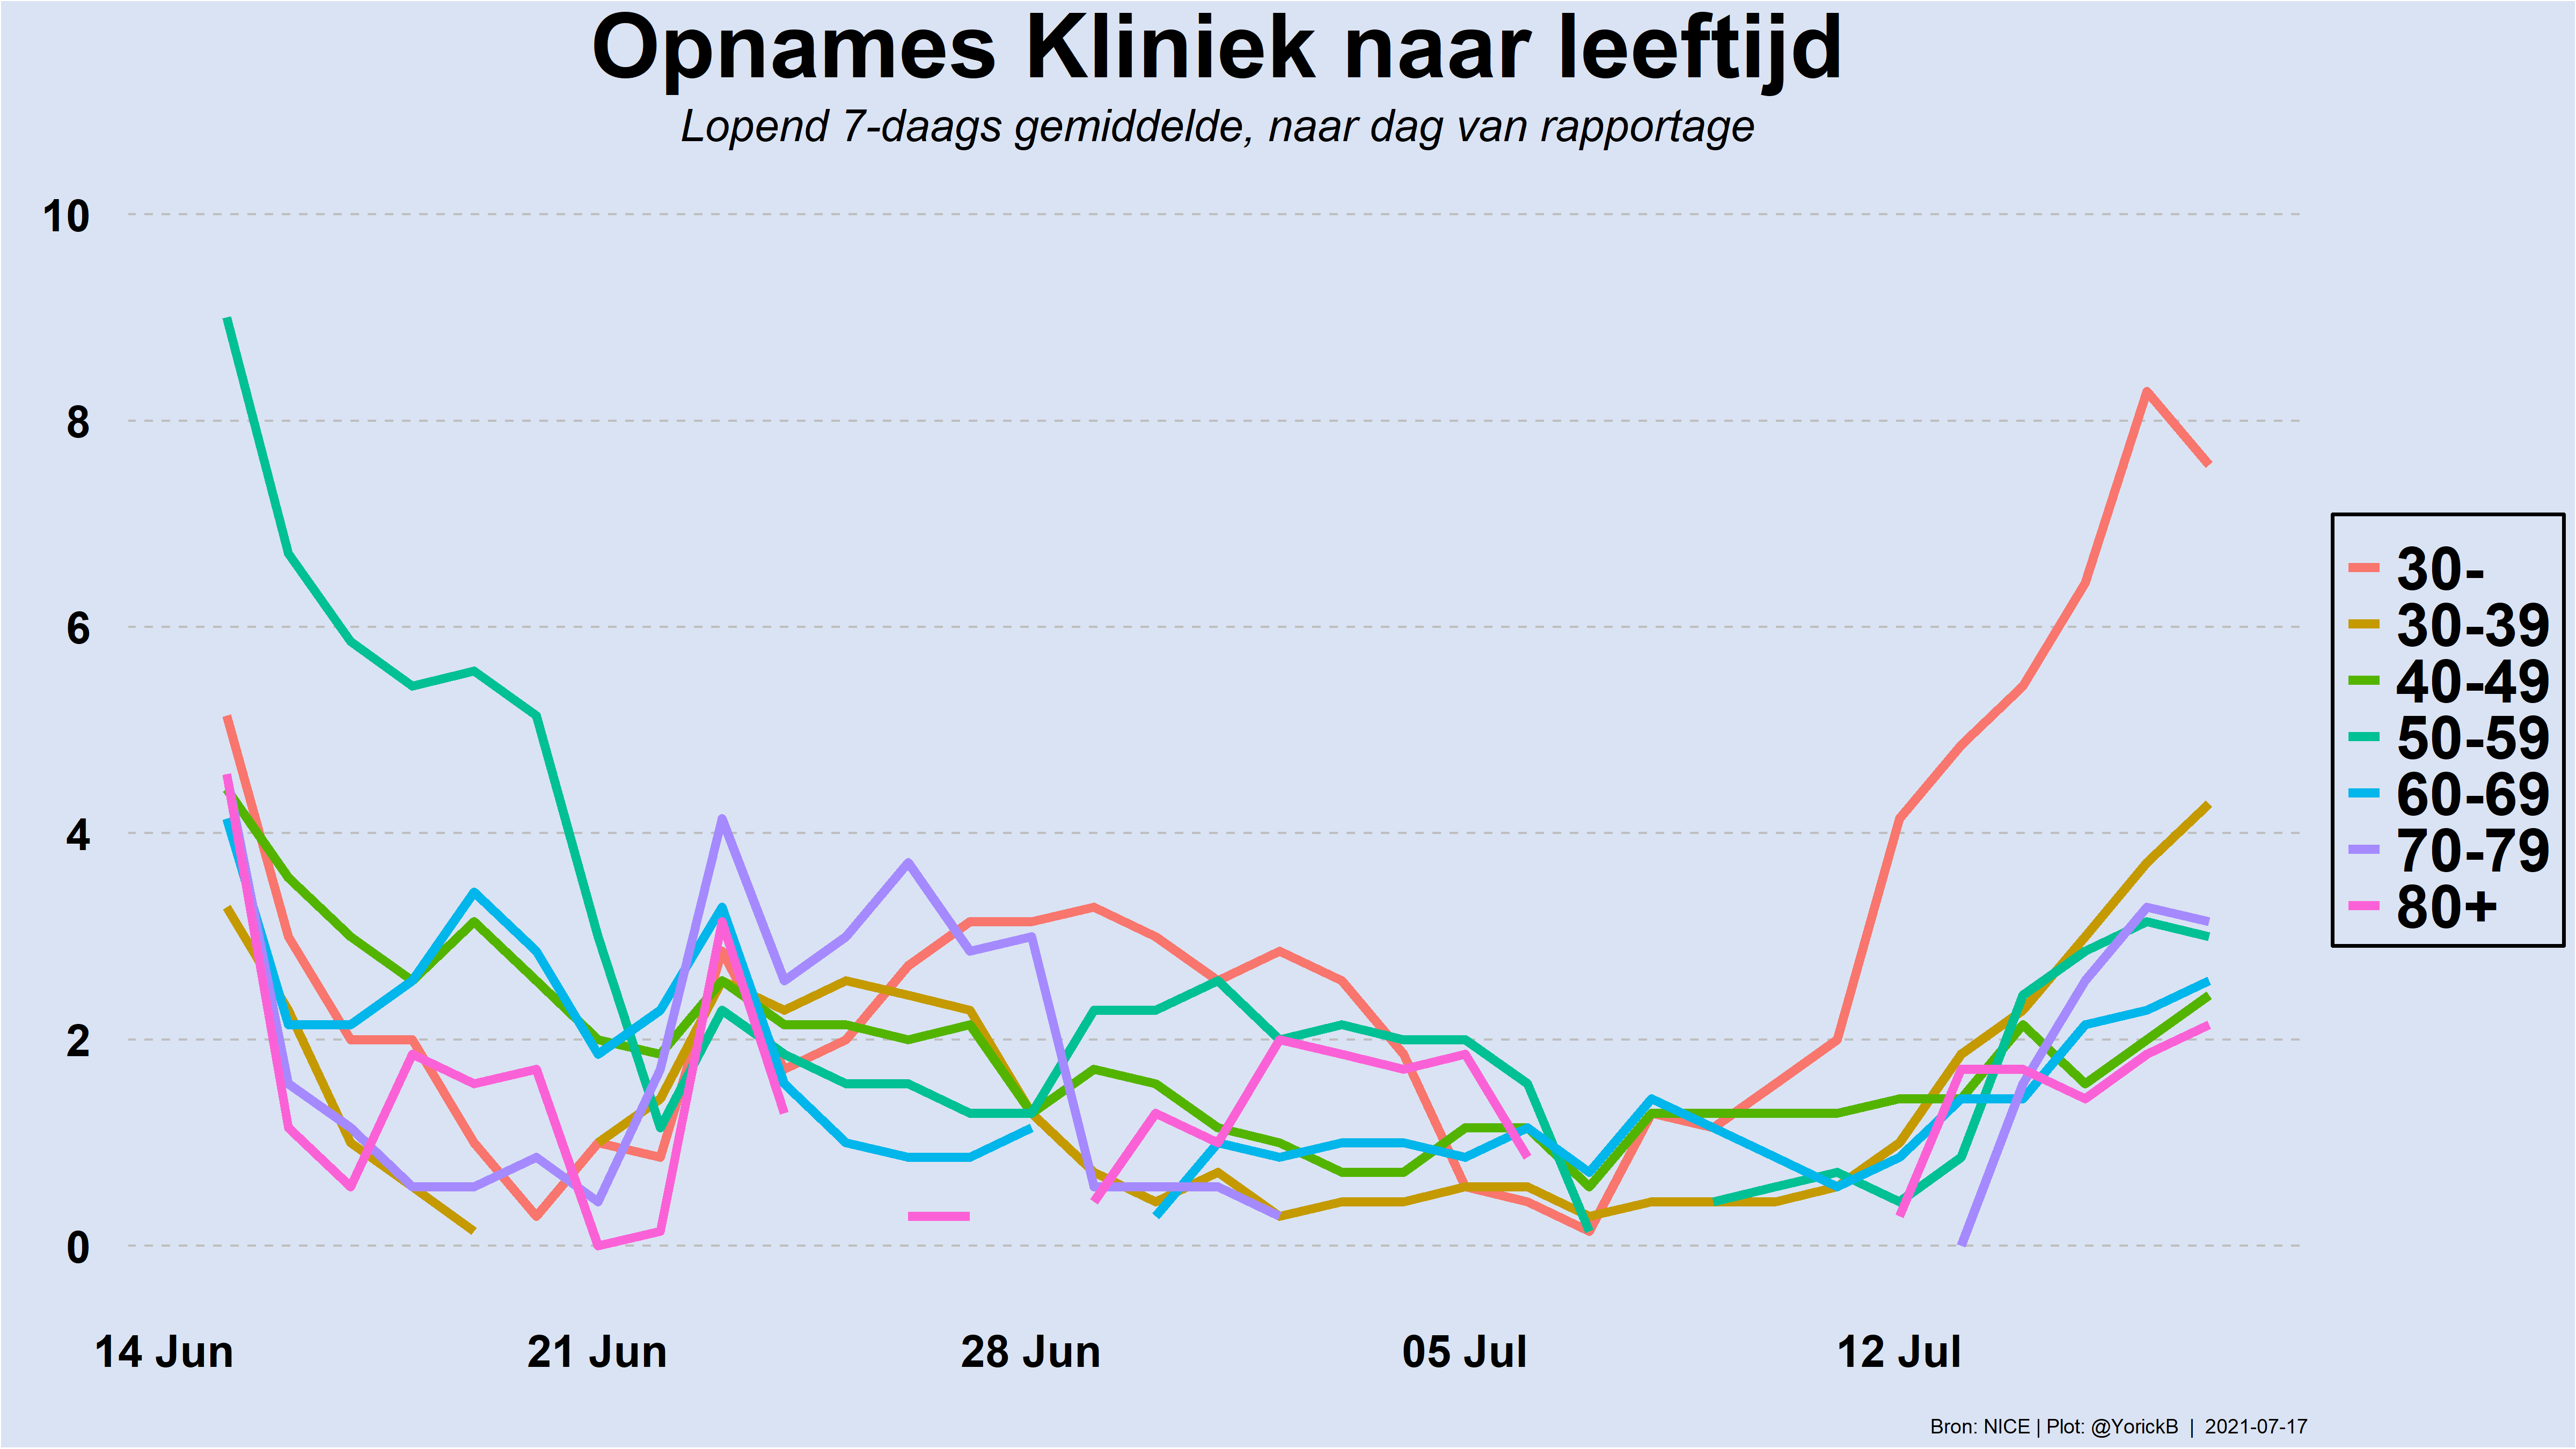 Opnames Kliniek naar leeftijd
Lopend 7-daags gemiddelde, naar dag van rapportage
10
8
6
4
2
0
14 Jun
21 Jun
28 Jun
05 Jul
12 Jul
30-
30-39
40-49
50-59
60-69
70-79
80+
Bron: NICE | Plot: @YorickB | 2021-07-17